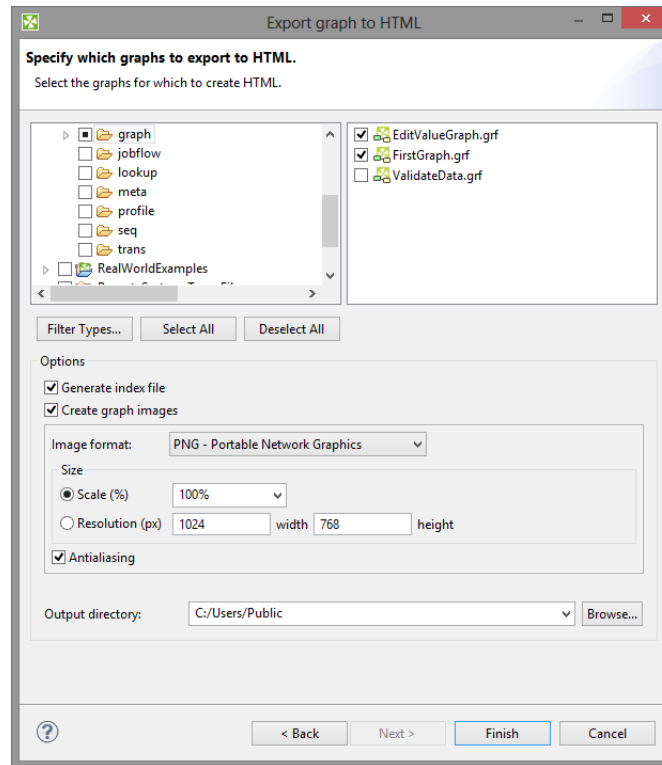 Export graph to HTML
Specify which graphs to export to HTML.
Select the graphs for which to create HTML.
graph
jobflow
lookup
meta
profile
seq
trans
RealWorldExamples
EditValueGraph.grf
FirstGraph.grf
ValidateData.grf
Filter Types... Select All Deselect All
Options
Generate index file
Create graph images
Image format: PNG - Portable Network Graphics
Size
Scale (%) 100%
Resolution (px) 1024 width 768 height
Antialiasing
Output directory: C:/Users/Public Browse...
? < Back Next > Finish Cancel